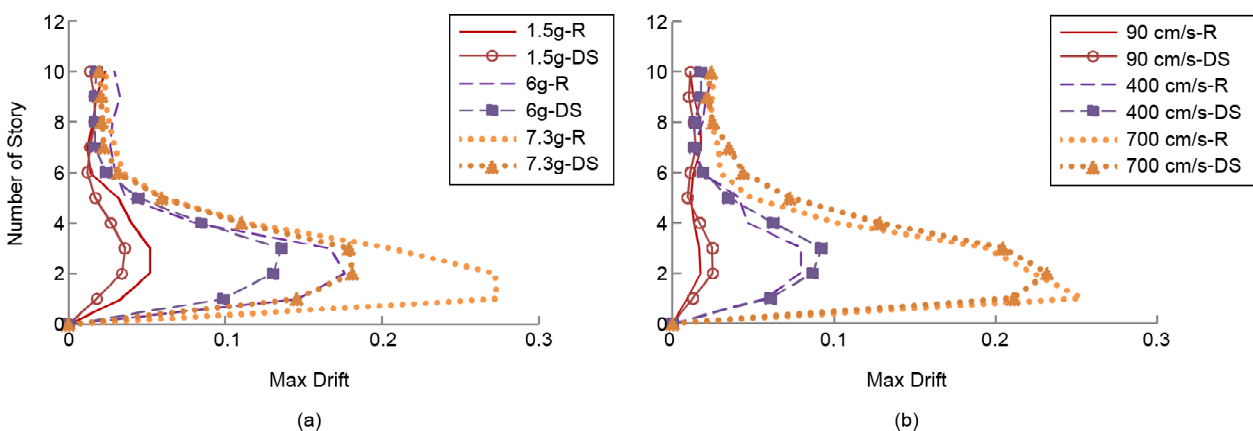 12
10
8
6
4
2
0
Number of Story
0
0.1
0.2
0.3
Max Drift
(a)
1.5g-R
1.5g-DS
6g-R
6g-DS
7.3g-R
7.3g-DS
12
10
8
6
4
2
0
0
0.1
0.2
0.3
Max Drift
(b)
90 cm/s-R
90 cm/s-DS
400 cm/s-R
400 cm/s-DS
700 cm/s-R
700 cm/s-DS